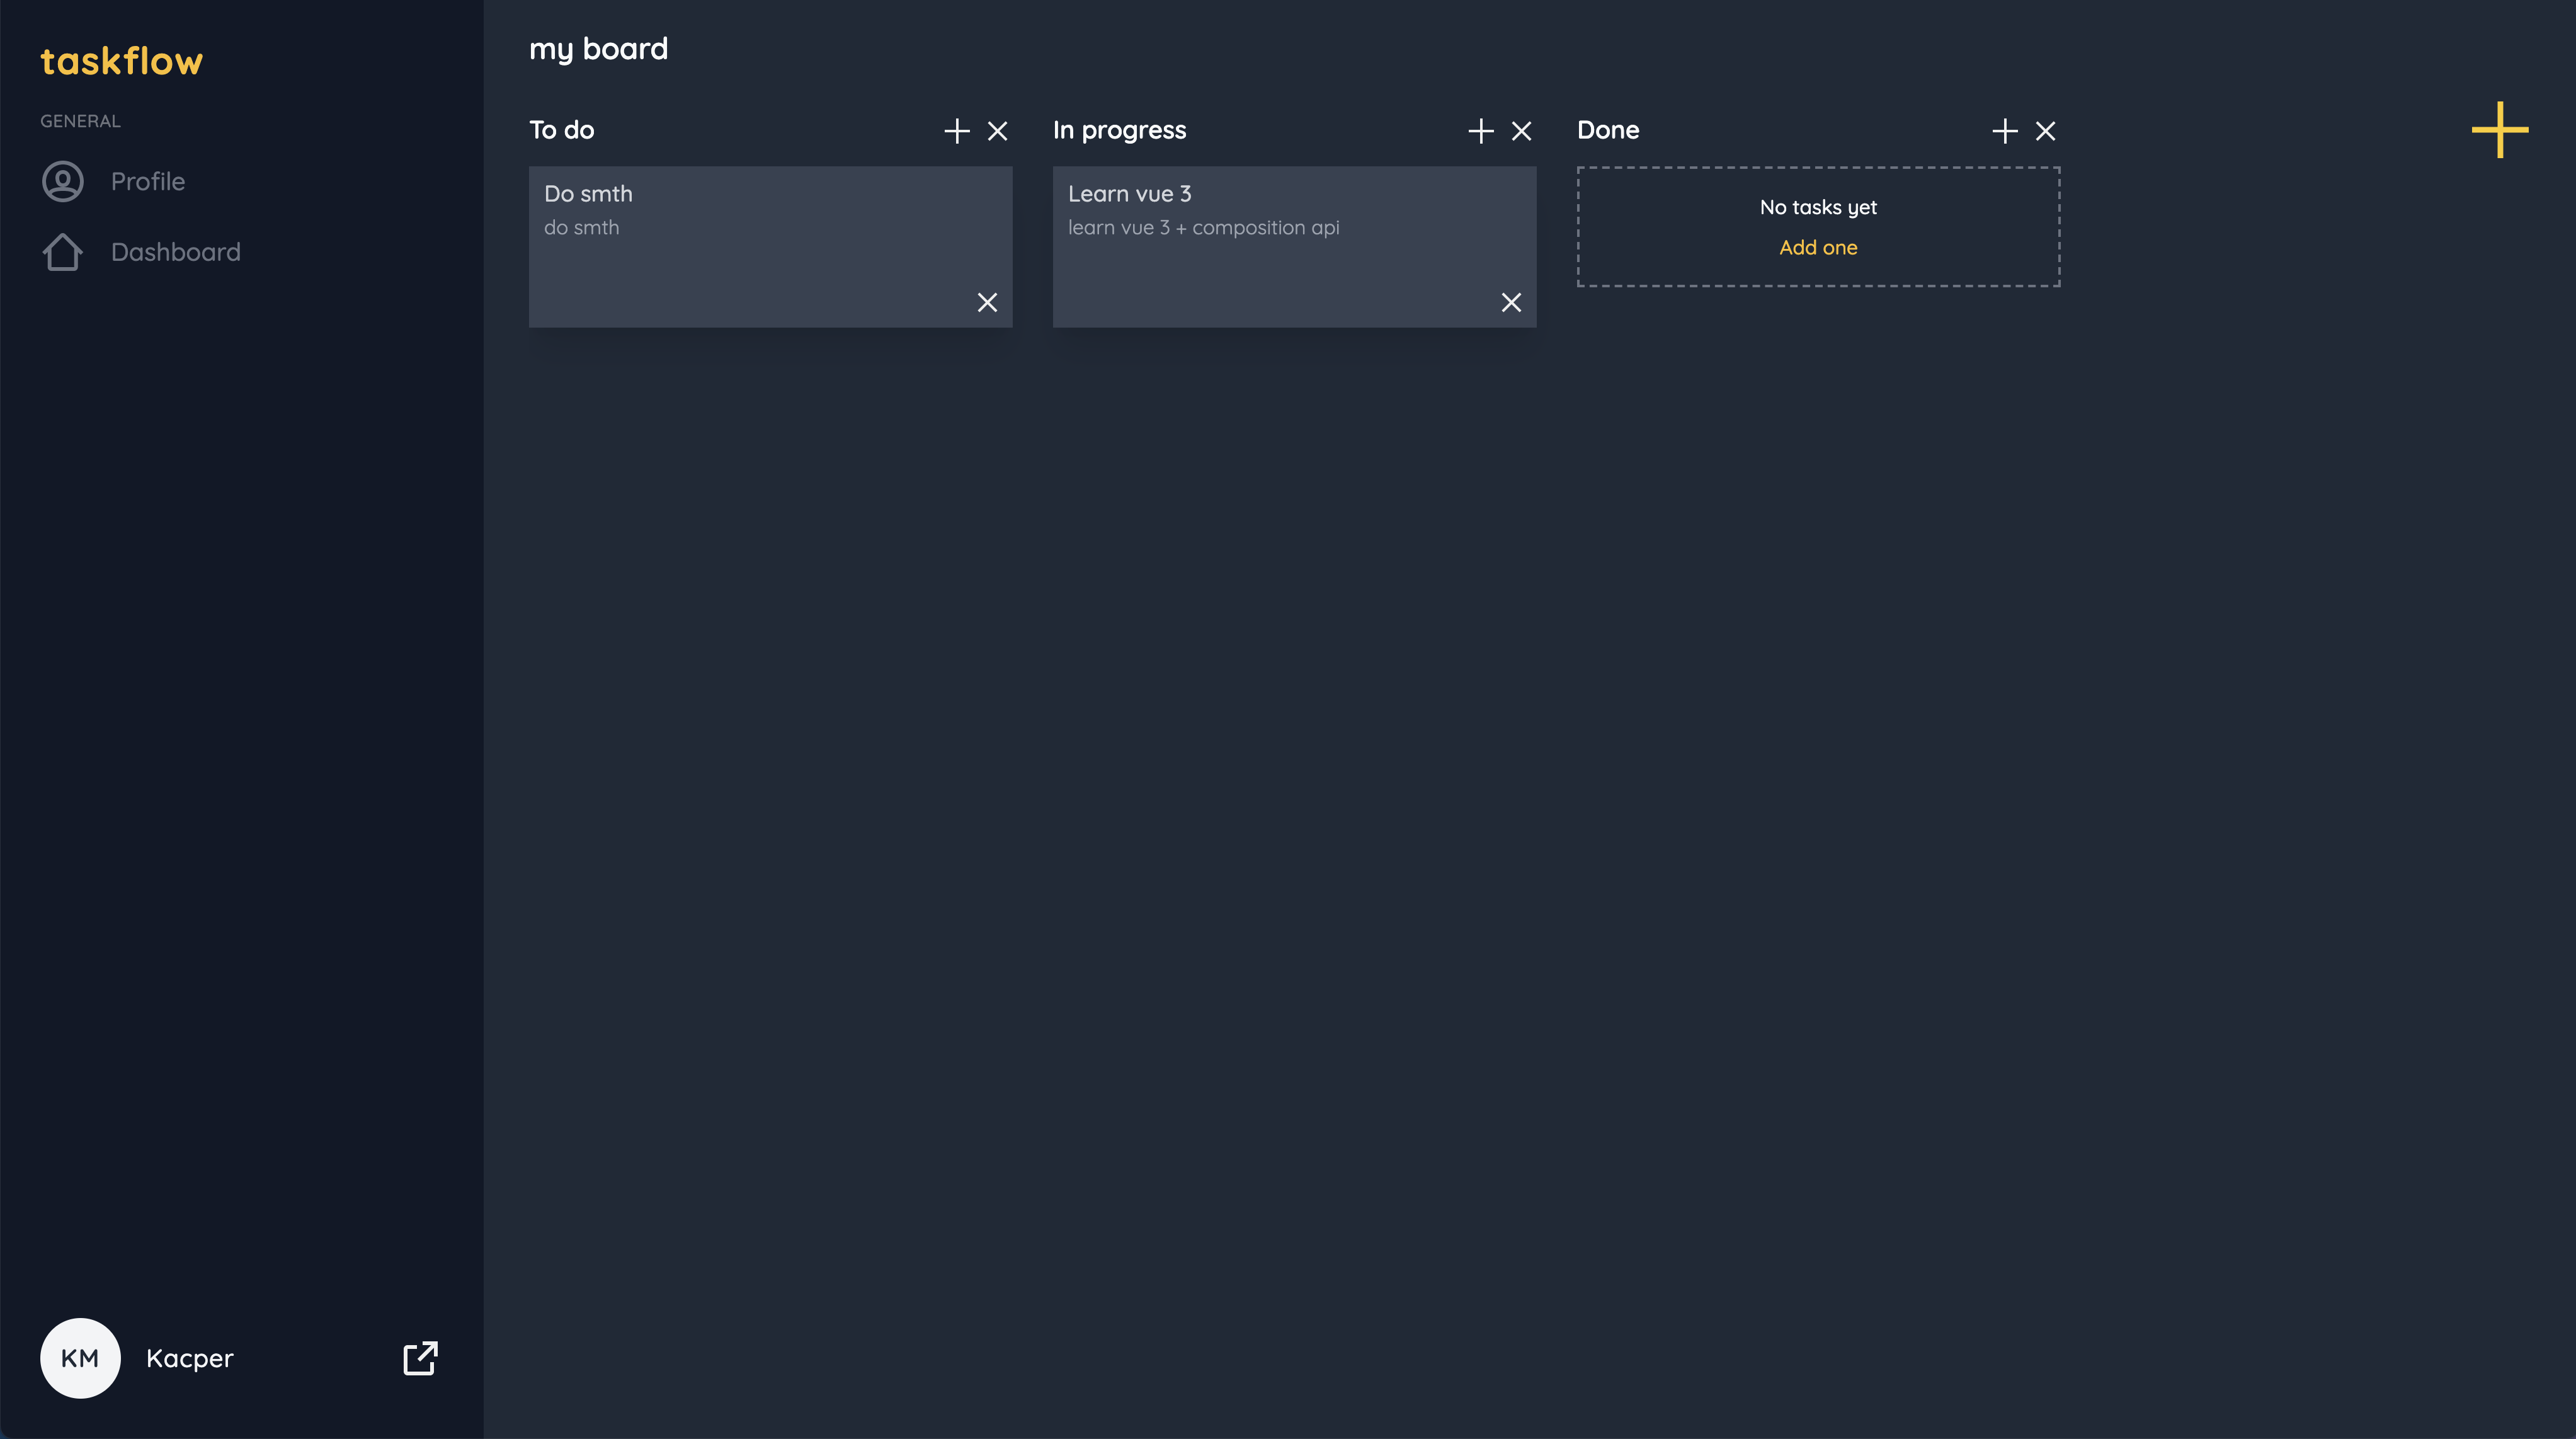 taskflow
GENERAL
Profile
Dashboard
KM
Kacper
my board
To do
Do smth
do smth
In progress
Learn vue 3
learn vue 3 + composition api
Done
No tasks yet
Add one